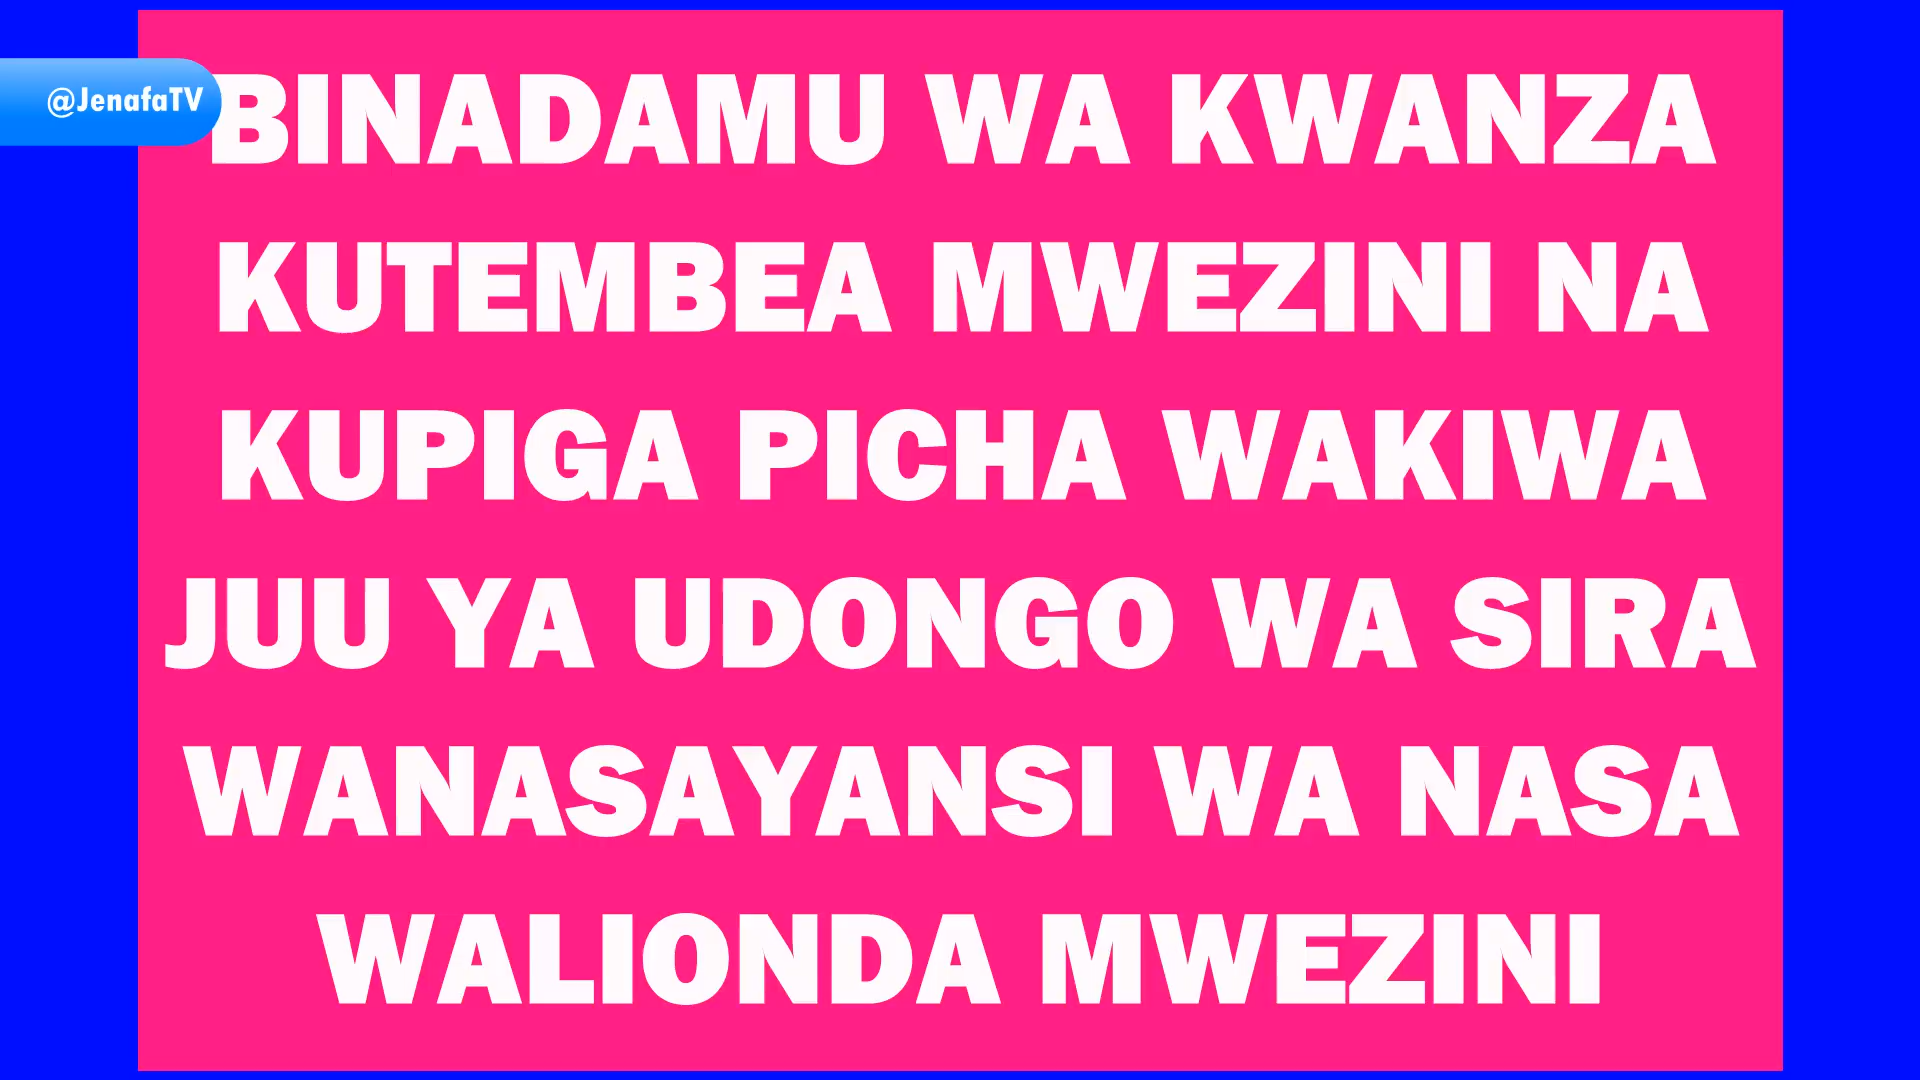 @JenafaTV
BINADAMU WA KWANZA
KUTEMBEA MWEZINI NA
KUPIGA PICHA WAKIWA
JUU YA UDONGO WA SIRA
WANASAYANSI WA NASA
WALIONDA MWEZINI